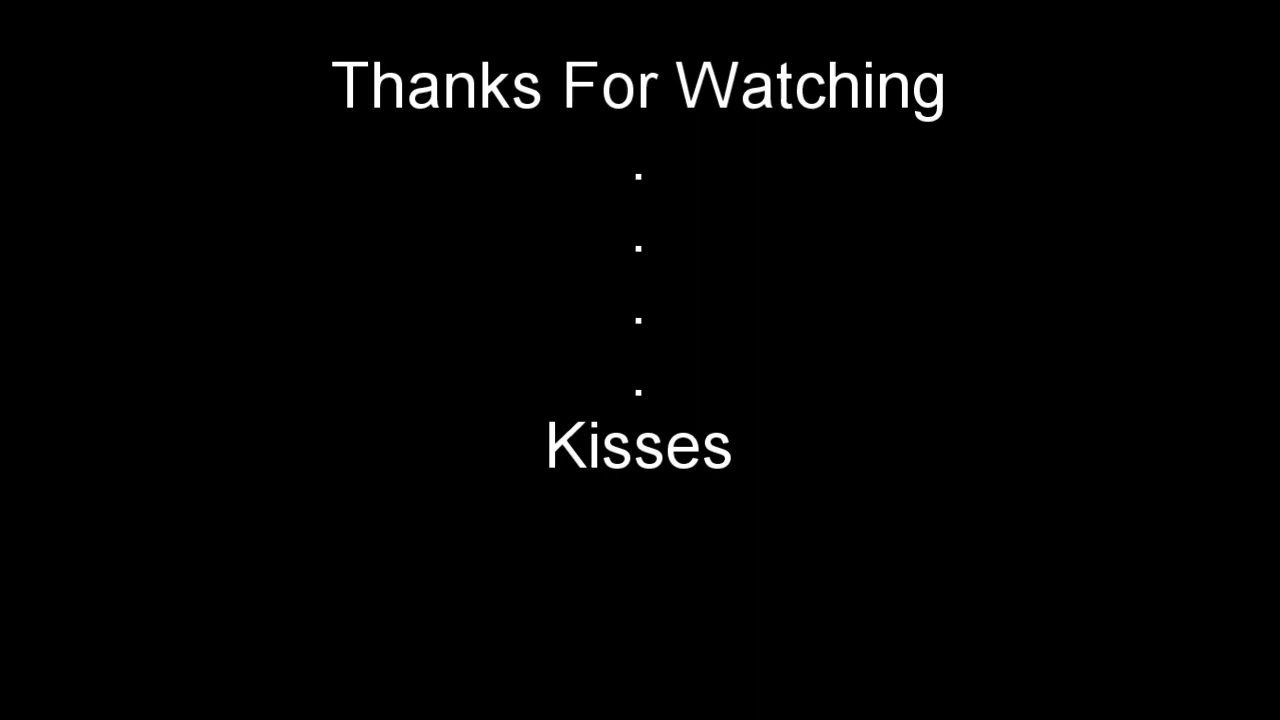 Thanks For Watching
.
.
.
.
Kisses